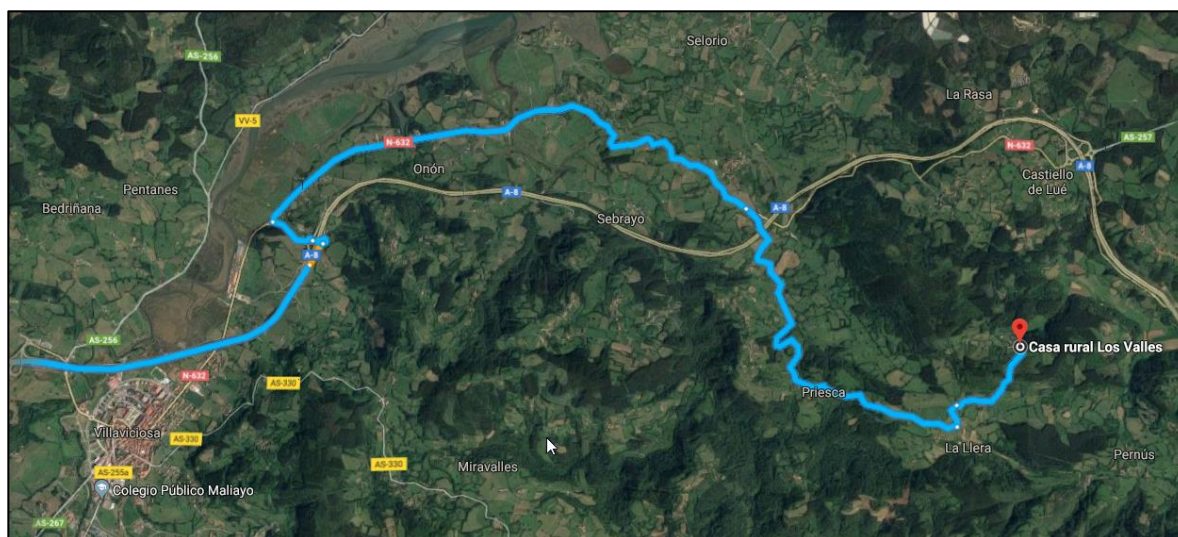 Selorio
AS-256
La Rasa
VV-5
N-632
AS-257
N-632
A-8
Onón
Castiello
de Lué
Pentanes
A-8
Bedriñana
A-8
Sebrayo
A-8
AS-256
Casa rural Los Valles
N-632
AS-330
Priesca
Villaviciosa
AS-330
La Llera
Pernús
AS-330
Miravalles
AS-255a
Colegio Público Maliayo
AS-267